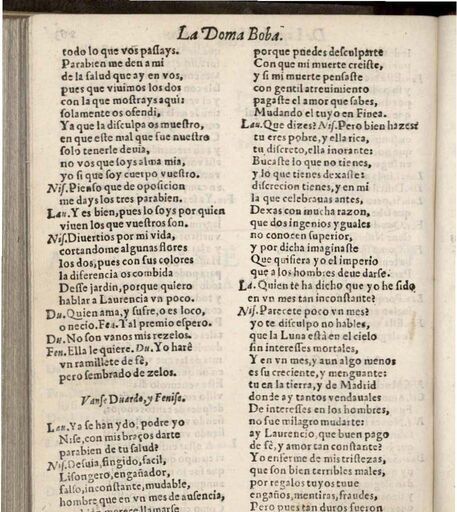 La Doma Boba.
todo lo que vos passays.
Parabien me den a mi
de la salud que ay en vos,
pues que viuimos los dos
con la que mostrays aqui:
solamente os ofendi,
Ya que la disculpa os muestro,
en que este mal que fue nuestro
solo tenerle deuia,
no vos que soys alma mia,
yo si que soy cuerpo vuestro.
Nis. Pienso que de oposicion
me days los tres parabien.
Lau. Y es bien, pues lo soys por quien
viuen los que vuestros son.
Nis. Diuertios por mi vida,
cortandome algunas flores
los dos, pues con sus colores
la diferencia os combida
Desse jardin, porque quiero
hablar a Laurencia vn poco.
Du. Quien ama, y sufre, o es loco,
o necio. Fen. Tal premio espero.
Du. No son vanos mis rezelos.
Fen. Ella le quiere. Du. Yo harè
vn ramillete de fè,
pero sembrado de zelos.
Vanse Duardo, y Feniso.
Lau. Ya se han ydo, podre yo
Nise, con mis braços darte
parabien de tu salud?
Nis. Desuia, fingido, facil,
Lisongero, engañador,
falso, inconstante, mudable,
hombre que en vn mes de ausencia,
merece llamarse
porque puedes desculparte
Con que mi muerte creiste,
y si mi muerte pensaste
con gentil atreuimiento
pagaste el amor que sabes,
Mudando el tuyo en Finea.
Lau. Que dizes? Nis. Pero bien hazes:
tu eres pobre, y ella rica,
tu discreto, ella inorante:
Bucaste lo que no tienes,
y lo que tienes dexaste:
discrecion tienes, y en mi
la que celebrauas antes,
Dexas con mucha razon,
que dos ingenios yguales
no conocen superior,
y por dicha imaginaste
Que quisiera yo el imperio
que a los hombres deue darse.
La. Quien te ha dicho que yo he sido
en vn mes tan inconstante?
Nis. Parecete poco vn mes?
yo te disculpo no hables,
que la Luna està en el cielo
sin interesses mortales,
Y en vn mes, y aun algo menos
es su creciente, y menguante:
tu en la tierra, y de Madrid
donde ay tantos vendauales
De interesses en los hombres,
no fue milagro mudarte:
ay Laurencio, que buen pago
de fè, y amor tan constante?
Yo enferme de mis tristezas,
que son bien terribles males,
por regalos tuyos tuue
engaños, mentiras, fraudes,
Pero pues tan duros fueron